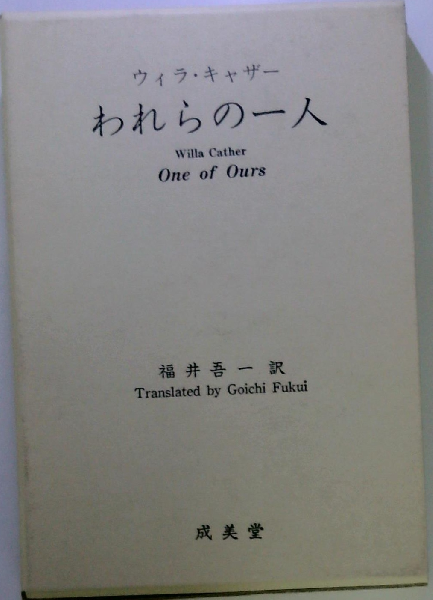 ウィラ・キャザー
われらの一人
Willa Cather
One of Ours
福井吾一訳
Translated by Goichi Fukui
成美堂